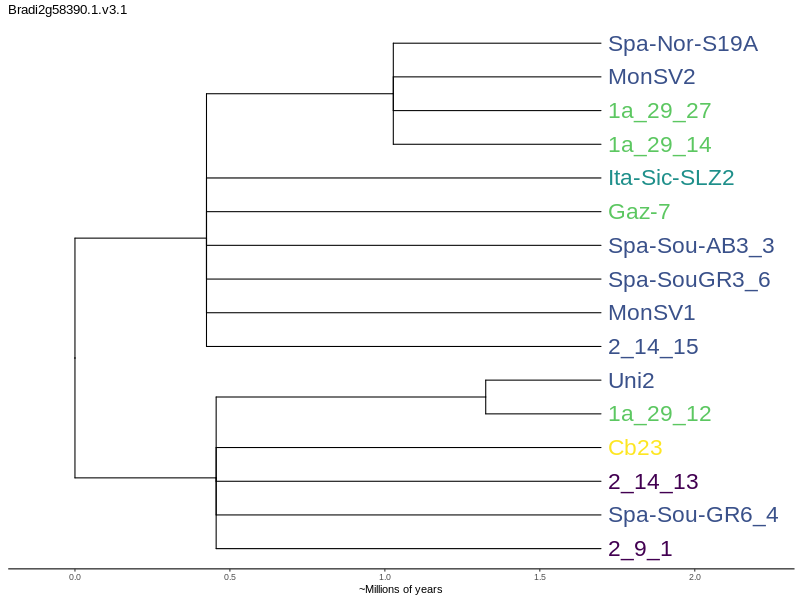 Bradi2g58390.1.v3.1
Spa-Nor-S19A
MonSV2
1a_29_27
1a_29_14
Ita-Sic-SLZ2
Gaz-7
Spa-Sou-AB3_3
Spa-SouGR3_6
MonSV1
2_14_15
Uni2
1a_29_12
Cb23
2_14_13
Spa-Sou-GR6_4
2_9_1
0.0 0.5 1.0 1.5 2.0
~Millions of years